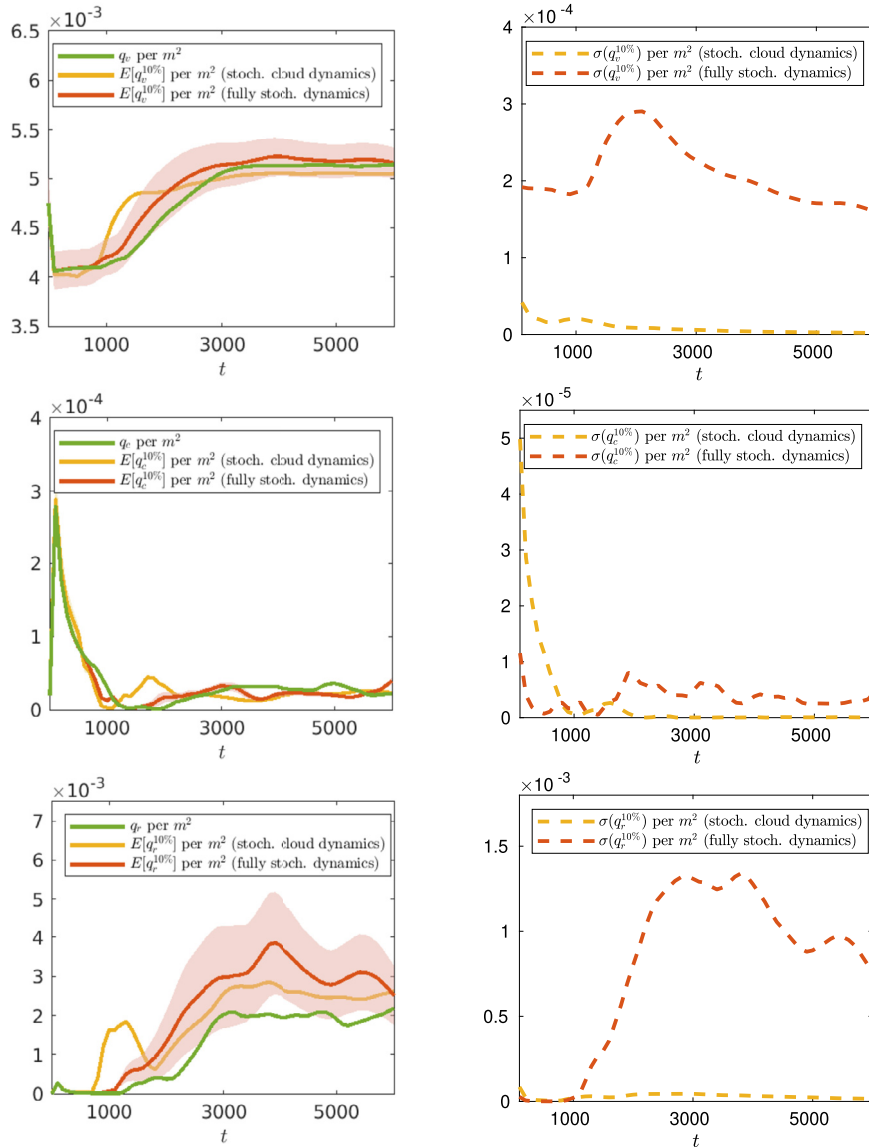 ×10⁻³
6.5
6
5.5
5
4.5
4
3.5
q_v per m²
E[q_v^{10%}] per m² (stoch. cloud dynamics)
E[q_v^{10%}] per m² (fully stoch. dynamics)
1000 3000 5000
t
×10⁻⁴
4
3
2
1
0
σ(q_v^{10%}) per m² (stoch. cloud dynamics)
σ(q_v^{10%}) per m² (fully stoch. dynamics)
1000 3000 5000
t
×10⁻⁴
4
3
2
1
0
q_c per m²
E[q_c^{10%}] per m² (stoch. cloud dynamics)
E[q_c^{10%}] per m² (fully stoch. dynamics)
1000 3000 5000
t
×10⁻⁵
5
4
3
2
1
0
σ(q_c^{10%}) per m² (stoch. cloud dynamics)
σ(q_c^{10%}) per m² (fully stoch. dynamics)
1000 3000 5000
t
×10⁻³
7
6
5
4
3
2
1
0
q_r per m²
E[q_r^{10%}] per m² (stoch. cloud dynamics)
E[q_r^{10%}] per m² (fully stoch. dynamics)
1000 3000 5000
t
×10⁻³
1.5
1
0.5
0
σ(q_r^{10%}) per m² (stoch. cloud dynamics)
σ(q_r^{10%}) per m² (fully stoch. dynamics)
1000 3000 5000
t